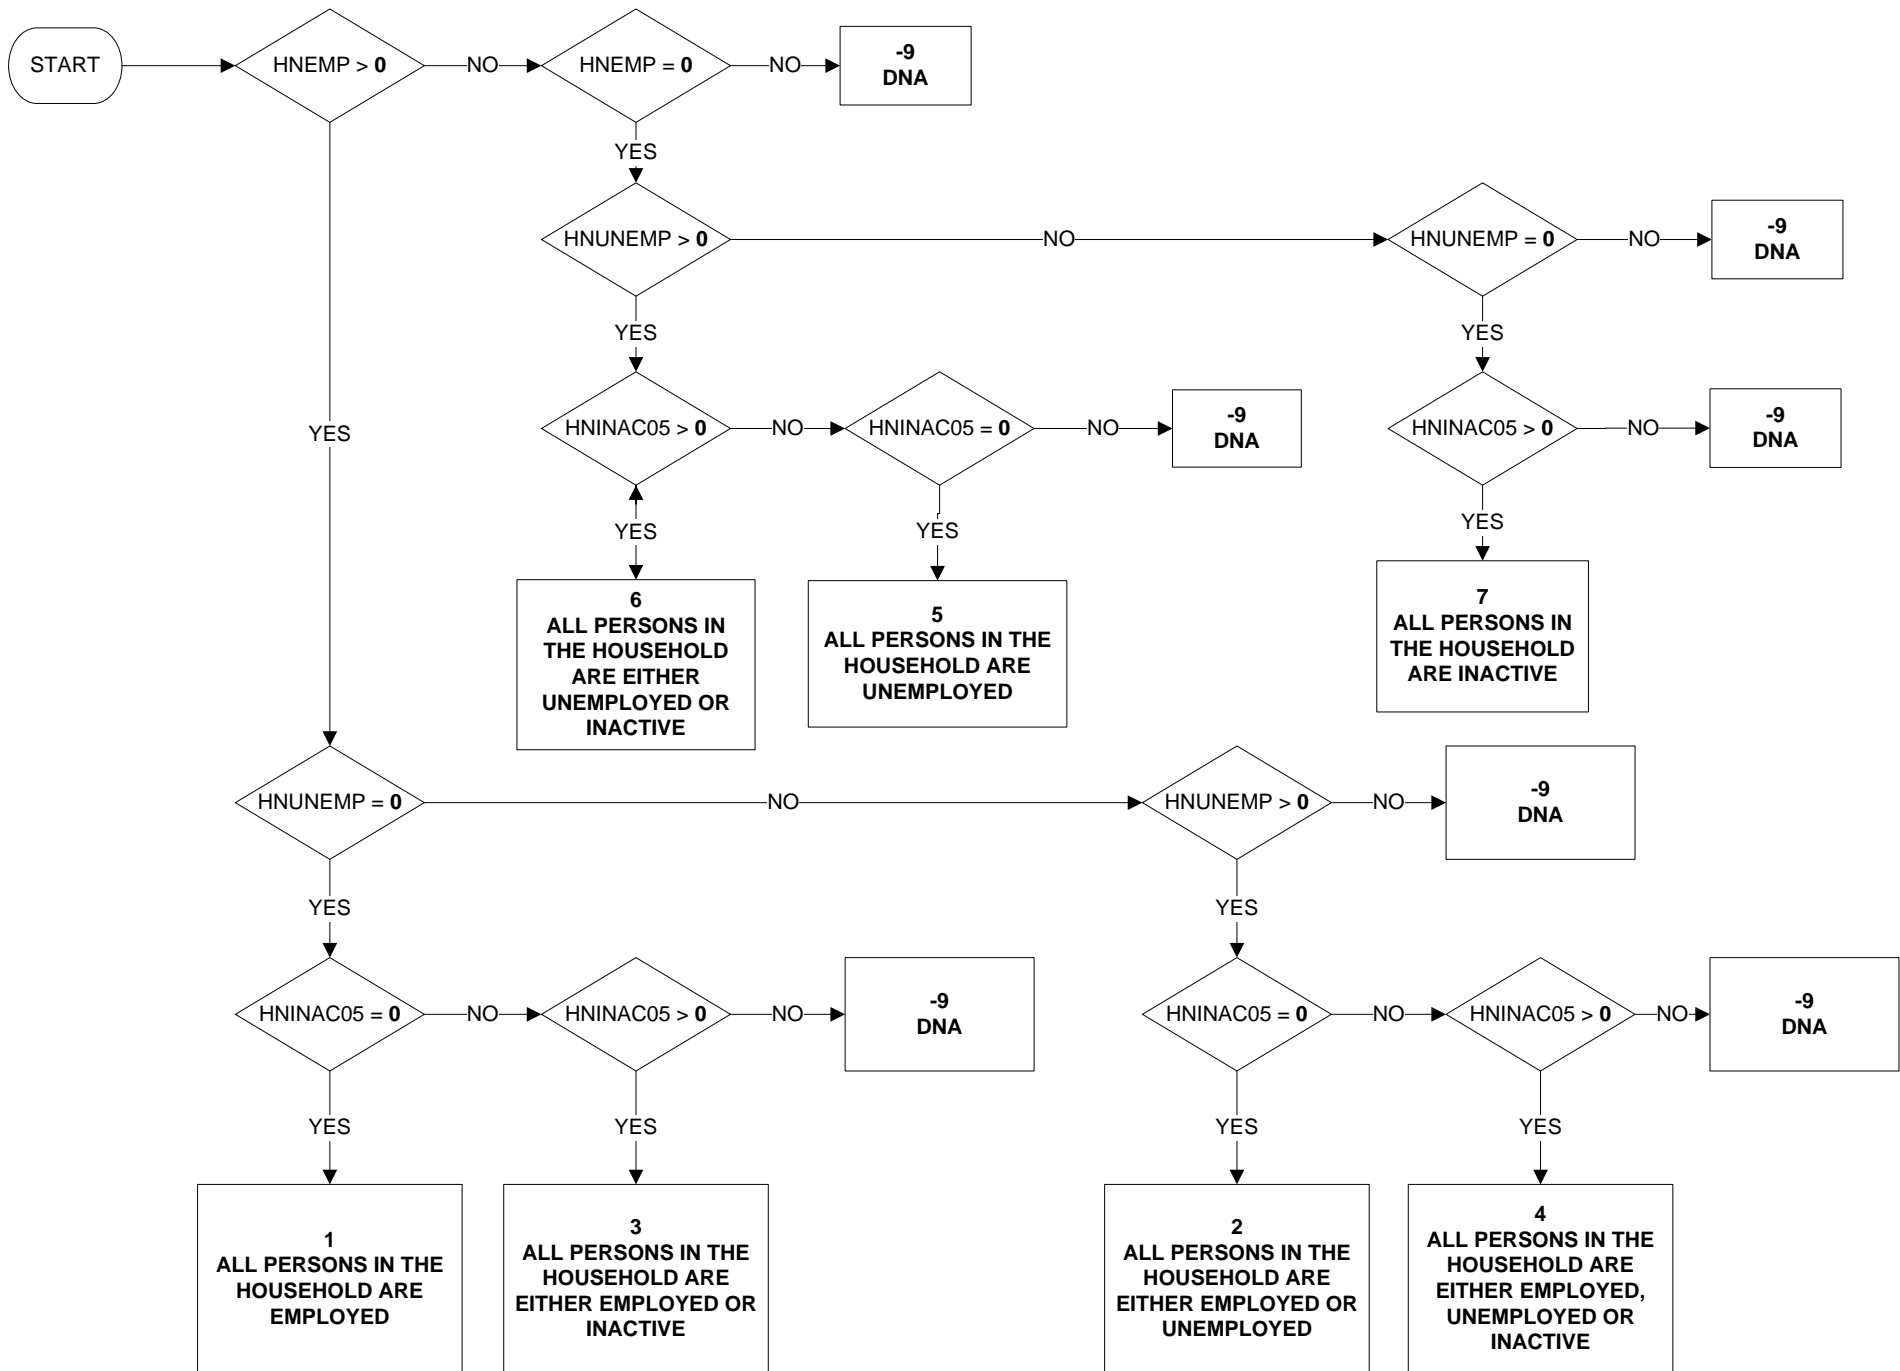 START
HNEMP > 0
NO
HNEMP = 0
NO
-9
DNA
YES
HNUNEMP > 0
NO
HNUNEMP = 0
NO
-9
DNA
YES
YES
HNINAC05 > 0
NO
HNINAC05 = 0
NO
-9
DNA
HNINAC05 > 0
NO
-9
DNA
YES
YES
YES
YES
6
ALL PERSONS IN
THE HOUSEHOLD
ARE EITHER
UNEMPLOYED OR
INACTIVE
5
ALL PERSONS IN THE
HOUSEHOLD ARE
UNEMPLOYED
7
ALL PERSONS IN
THE HOUSEHOLD
ARE INACTIVE
HNUNEMP = 0
NO
HNUNEMP > 0
NO
-9
DNA
YES
YES
HNINAC05 = 0
NO
HNINAC05 > 0
NO
-9
DNA
HNINAC05 = 0
NO
HNINAC05 > 0
NO
-9
DNA
YES
YES
YES
YES
1
ALL PERSONS IN THE
HOUSEHOLD ARE
EMPLOYED
3
ALL PERSONS IN THE
HOUSEHOLD ARE
EITHER EMPLOYED OR
INACTIVE
2
ALL PERSONS IN THE
HOUSEHOLD ARE
EITHER EMPLOYED OR
UNEMPLOYED
4
ALL PERSONS IN THE
HOUSEHOLD ARE
EITHER EMPLOYED,
UNEMPLOYED OR
INACTIVE